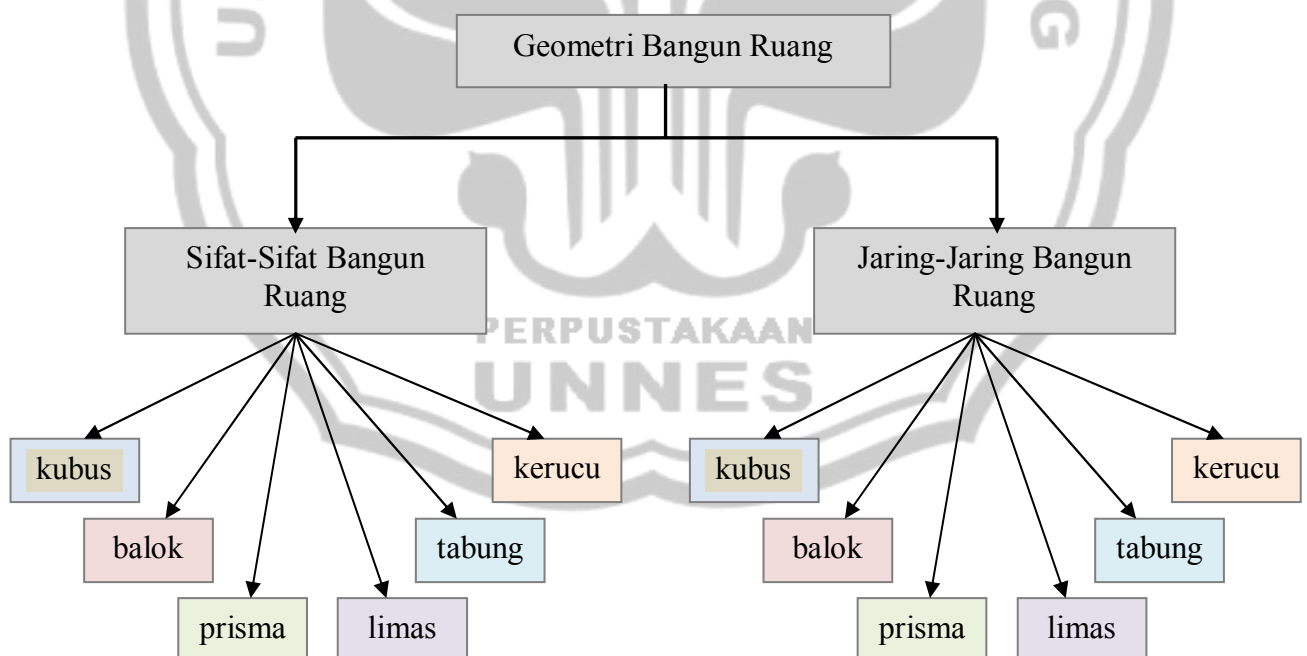 Geometri Bangun Ruang
Sifat-Sifat Bangun
Ruang
Jaring-Jaring Bangun
Ruang
PERPUSTAKAAN
UNNES
kubus
kerucu
kubus
kerucu
balok
tabung
balok
tabung
prisma
limas
prisma
limas